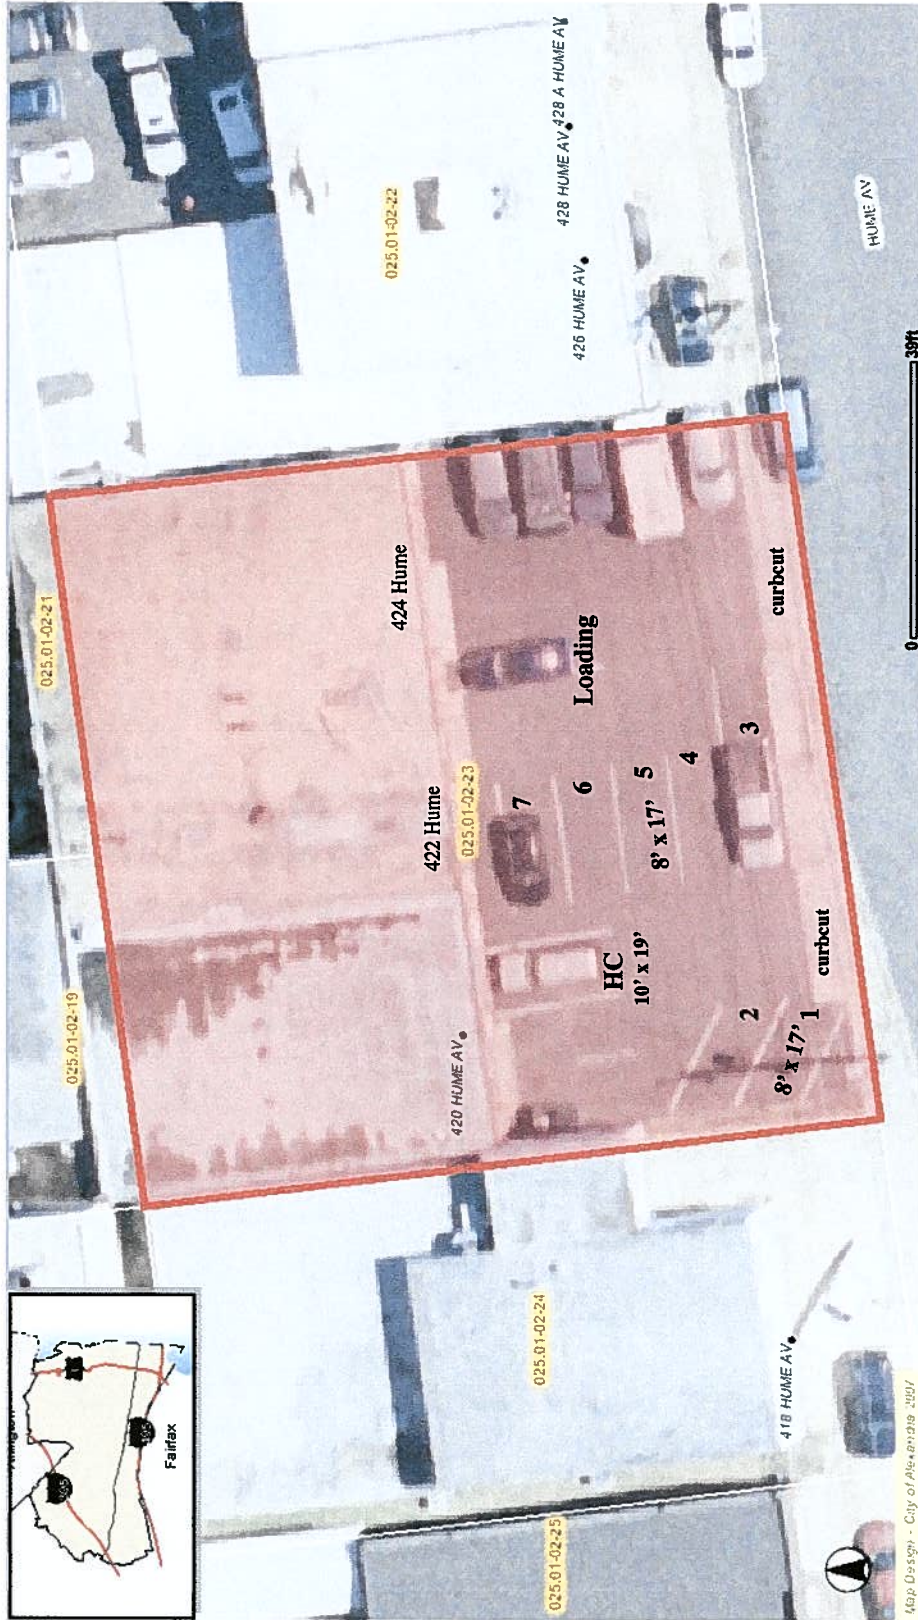 025.01-02-21
025.01-02-19
025.01-02-22
424 Hume
422 Hume
025.01-02-23
420 HUME AV
428 HUME AV
428 A HUME AV
426 HUME AV
7
6
5
8' x 17'
4
3
Loading
HC
10' x 19'
2
1
8' x 17'
curbcut
curbcut
HUME AV
025.01-02-24
418 HUME AV
025.01-02-25
Fairfax
0
39ft
Map Design - City of Alexandria 2007